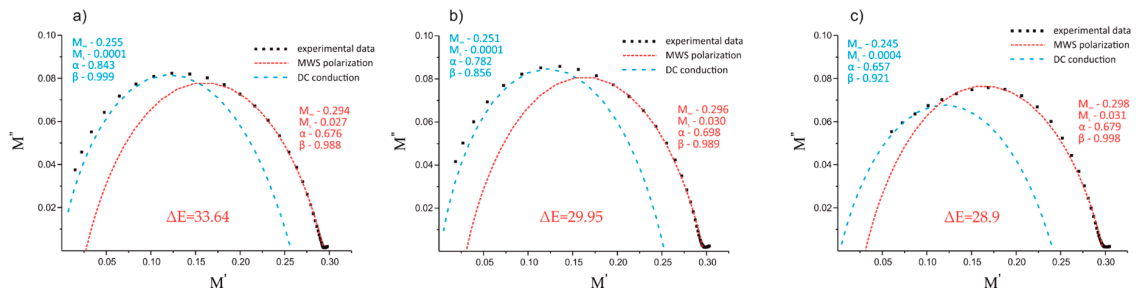 a)
M∞ - 0.255
Ms - 0.0001
α - 0.843
β - 0.999
experimental data
MWS polarization
DC conduction
M∞ - 0.294
Ms - 0.027
α - 0.676
β - 0.988
ΔE=33.64
0.10
0.08
0.06
0.04
0.02
M"
0.05 0.10 0.15 0.20 0.25 0.30
M'
b)
M∞ - 0.251
Ms - 0.0001
α - 0.782
β - 0.856
experimental data
MWS polarization
DC conduction
M∞ - 0.296
Ms - 0.030
α - 0.698
β - 0.989
ΔE=29.95
0.10
0.08
0.06
0.04
0.02
M"
0.05 0.10 0.15 0.20 0.25 0.30
M'
c)
M∞ - 0.245
Ms - 0.0004
α - 0.657
β - 0.921
experimental data
MWS polarization
DC conduction
M∞ - 0.298
Ms - 0.031
α - 0.679
β - 0.998
ΔE=28.9
0.10
0.08
0.06
0.04
0.02
M"
0.05 0.10 0.15 0.20 0.25 0.30
M'